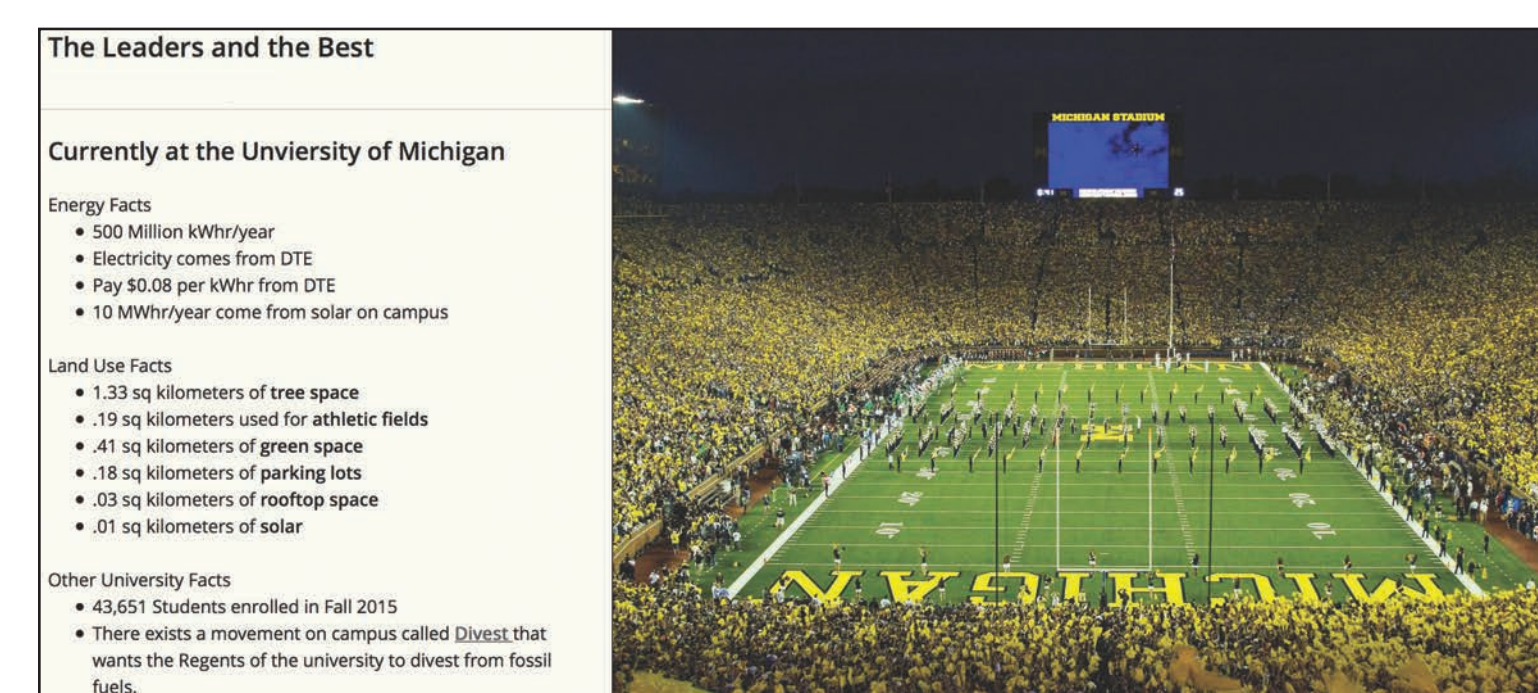 The Leaders and the Best
Currently at the Unviersity of Michigan
Energy Facts
• 500 Million kWhr/year
• Electricity comes from DTE
• Pay $0.08 per kWhr from DTE
• 10 MWhr/year come from solar on campus
Land Use Facts
• 1.33 sq kilometers of tree space
• .19 sq kilometers used for athletic fields
• .41 sq kilometers of green space
• .18 sq kilometers of parking lots
• .03 sq kilometers of rooftop space
• .01 sq kilometers of solar
Other University Facts
• 43,651 Students enrolled in Fall 2015
• There exists a movement on campus called Divest that
wants the Regents of the university to divest from fossil
fuels.
MICHIGAN STADIUM
MICHIGAN
MICHIGAN